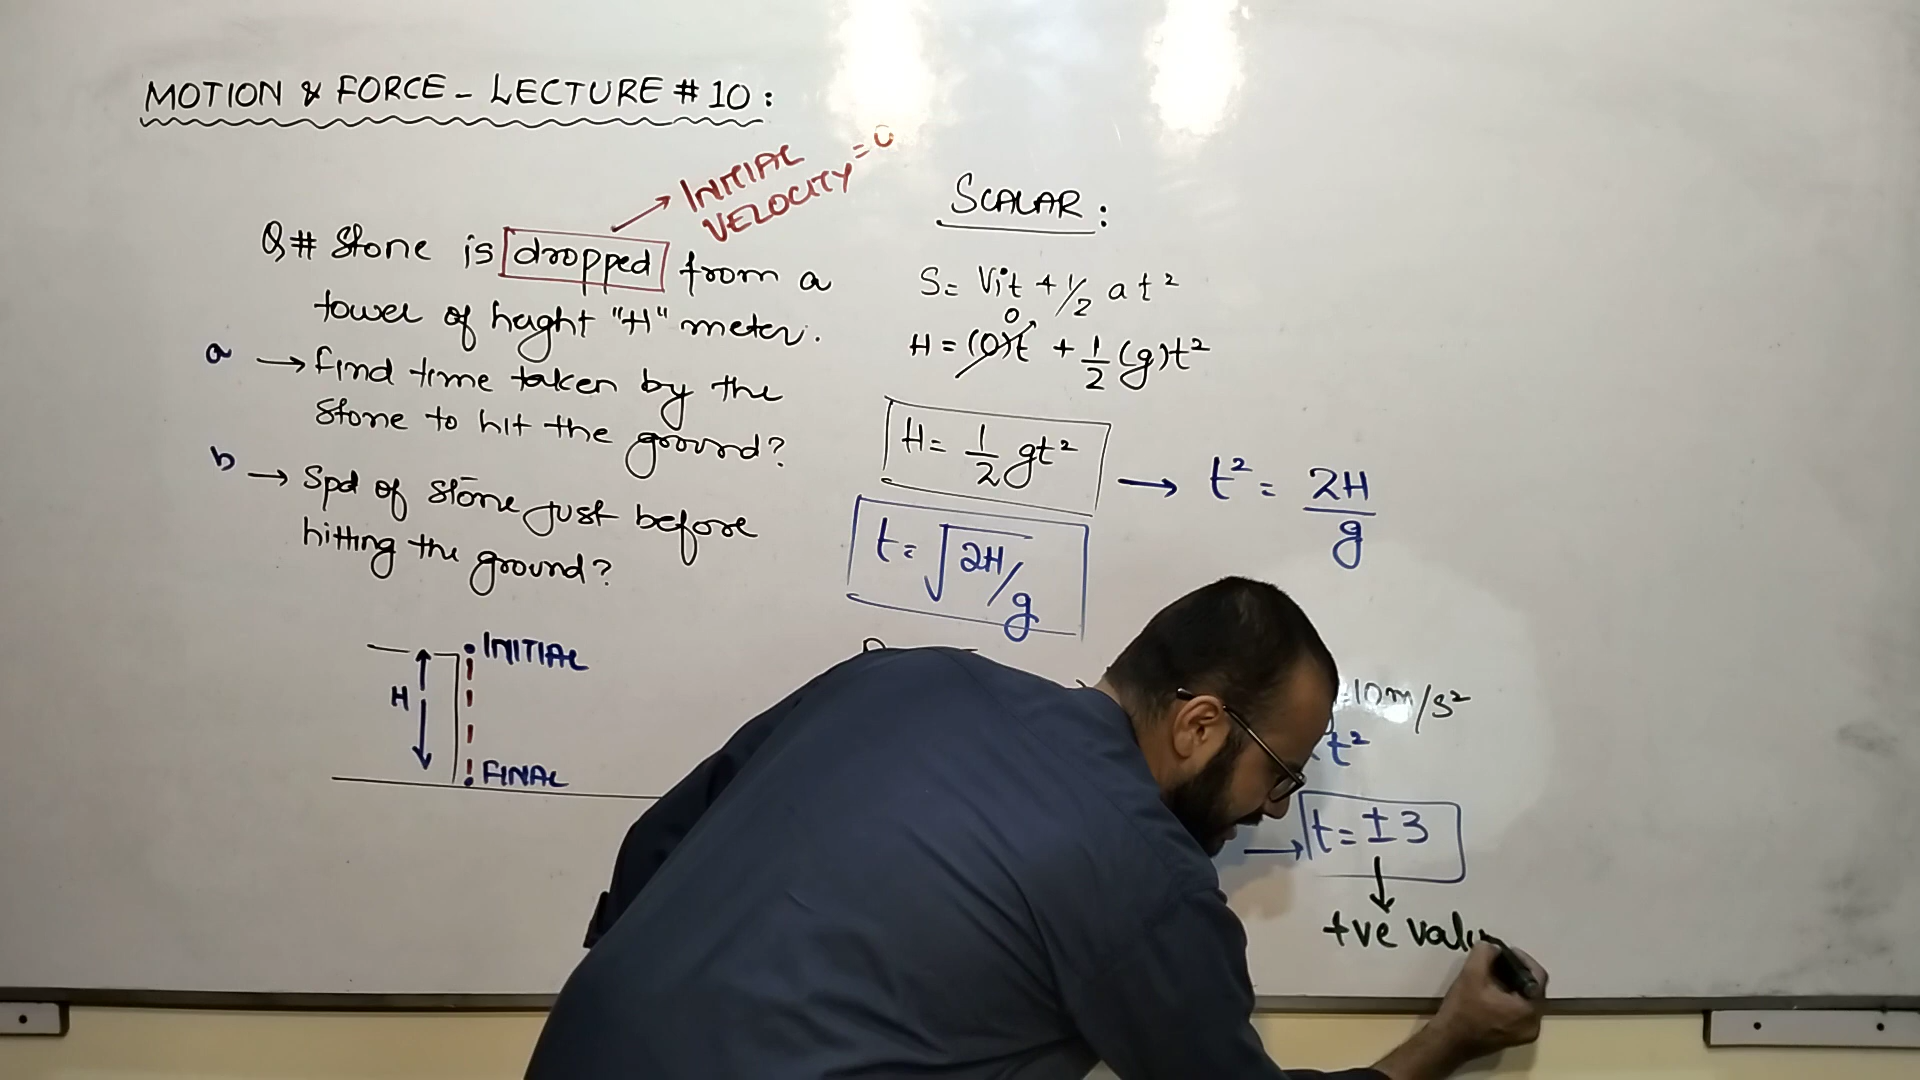 MOTION & FORCE - LECTURE # 10 :
INITIAL
VELOCITY = 0
Q# Stone is dropped from a
tower of height "H" meter.
a → Find time taken by the
stone to hit the ground?
b → Spd of stone just before
hitting the ground?
INITIAL
H
FINAL
SCALAR :
S = Vit + 1/2 at²
0
H = (0)t + 1/2 (g)t²
H = 1/2 gt² → t² = 2H/g
t = √2H/g
10m/s²
t²
→ t = ±3
+ve valu